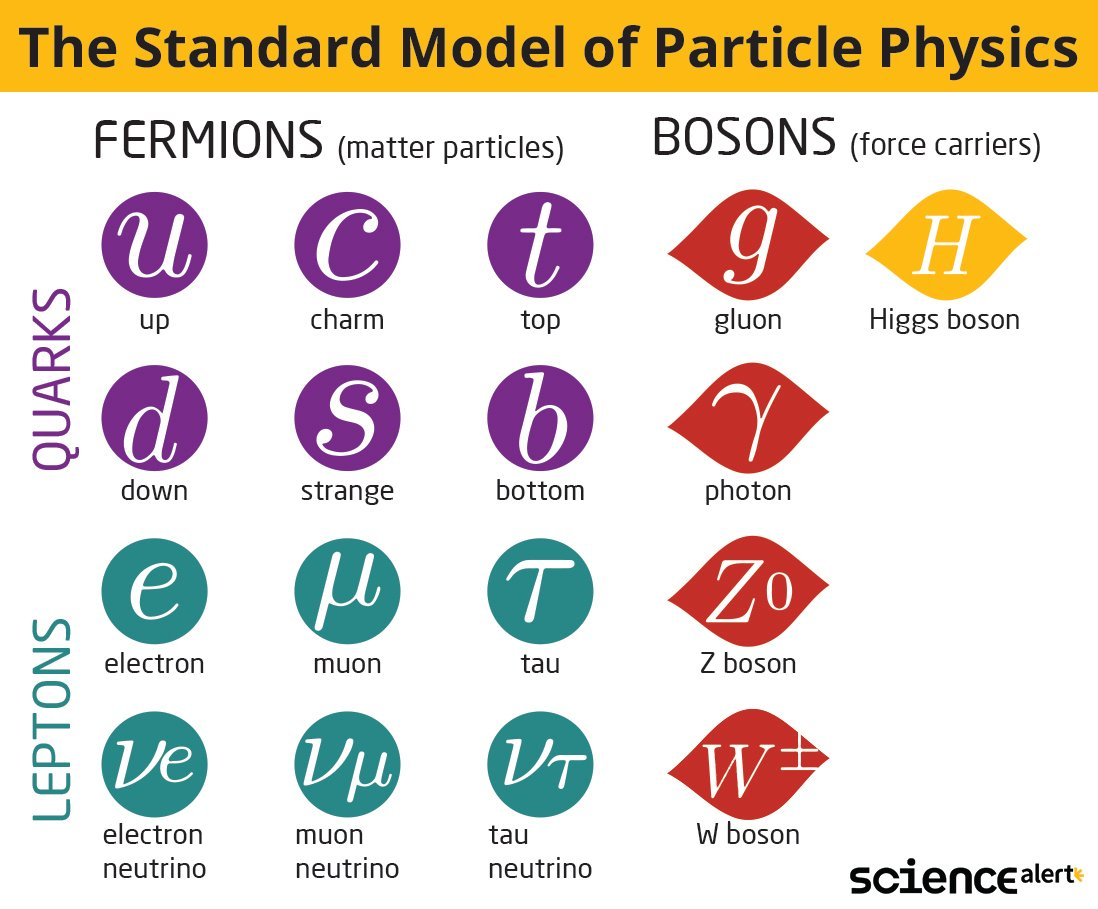 The Standard Model of Particle Physics
FERMIONS (matter particles)
BOSONS (force carriers)
QUARKS
u
c
t
g
H
up
charm
top
gluon
Higgs boson
d
s
b
γ
down
strange
bottom
photon
LEPTONS
e
μ
τ
Z0
electron
muon
tau
Z boson
νe
νμ
ντ
W±
electron
neutrino
muon
neutrino
tau
neutrino
W boson
sciencealert